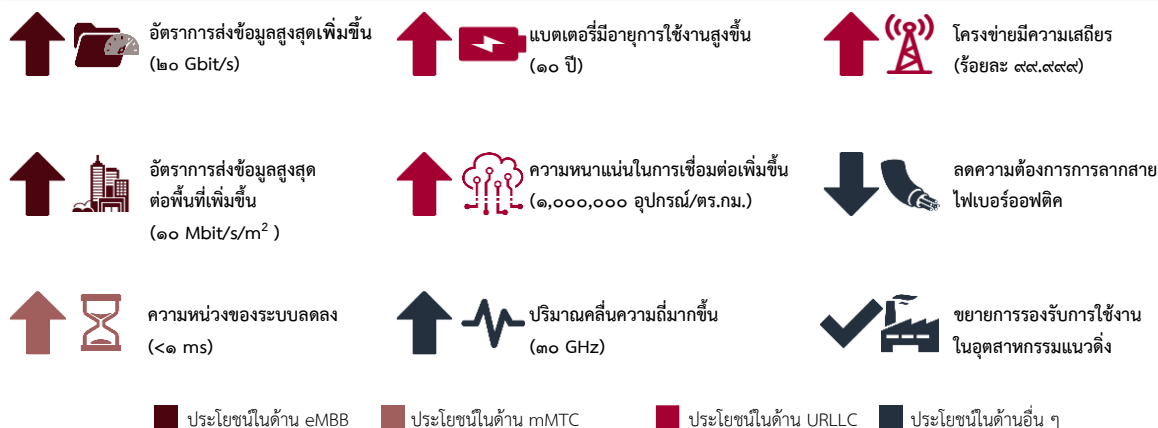 อัตราการส่งข้อมูลสูงสุดเพิ่มขึ้น
(๒๐ Gbit/s)
แบตเตอรี่มีอายุการใช้งานสูงขึ้น
(๑๐ ปี)
โครงข่ายมีความเสถียร
(ร้อยละ ๙๙.๙๙๙)
อัตราการส่งข้อมูลสูงสุด
ต่อพื้นที่เพิ่มขึ้น
(๑๐ Mbit/s/m²)
ความหนาแน่นในการเชื่อมต่อเพิ่มขึ้น
(๑,๐๐๐,๐๐๐ อุปกรณ์/ตร.กม.)
ลดความต้องการการลากสาย
ไฟเบอร์ออฟติค
ความหน่วงของระบบลดลง
(<๑ ms)
ปริมาณคลื่นความถี่มากขึ้น
(๓๐ GHz)
ขยายการรองรับการใช้งาน
ในอุตสาหกรรมแนวดิ่ง
ประโยชน์ในด้าน eMBB
ประโยชน์ในด้าน mMTC
ประโยชน์ในด้าน URLLC
ประโยชน์ในด้านอื่น ๆ